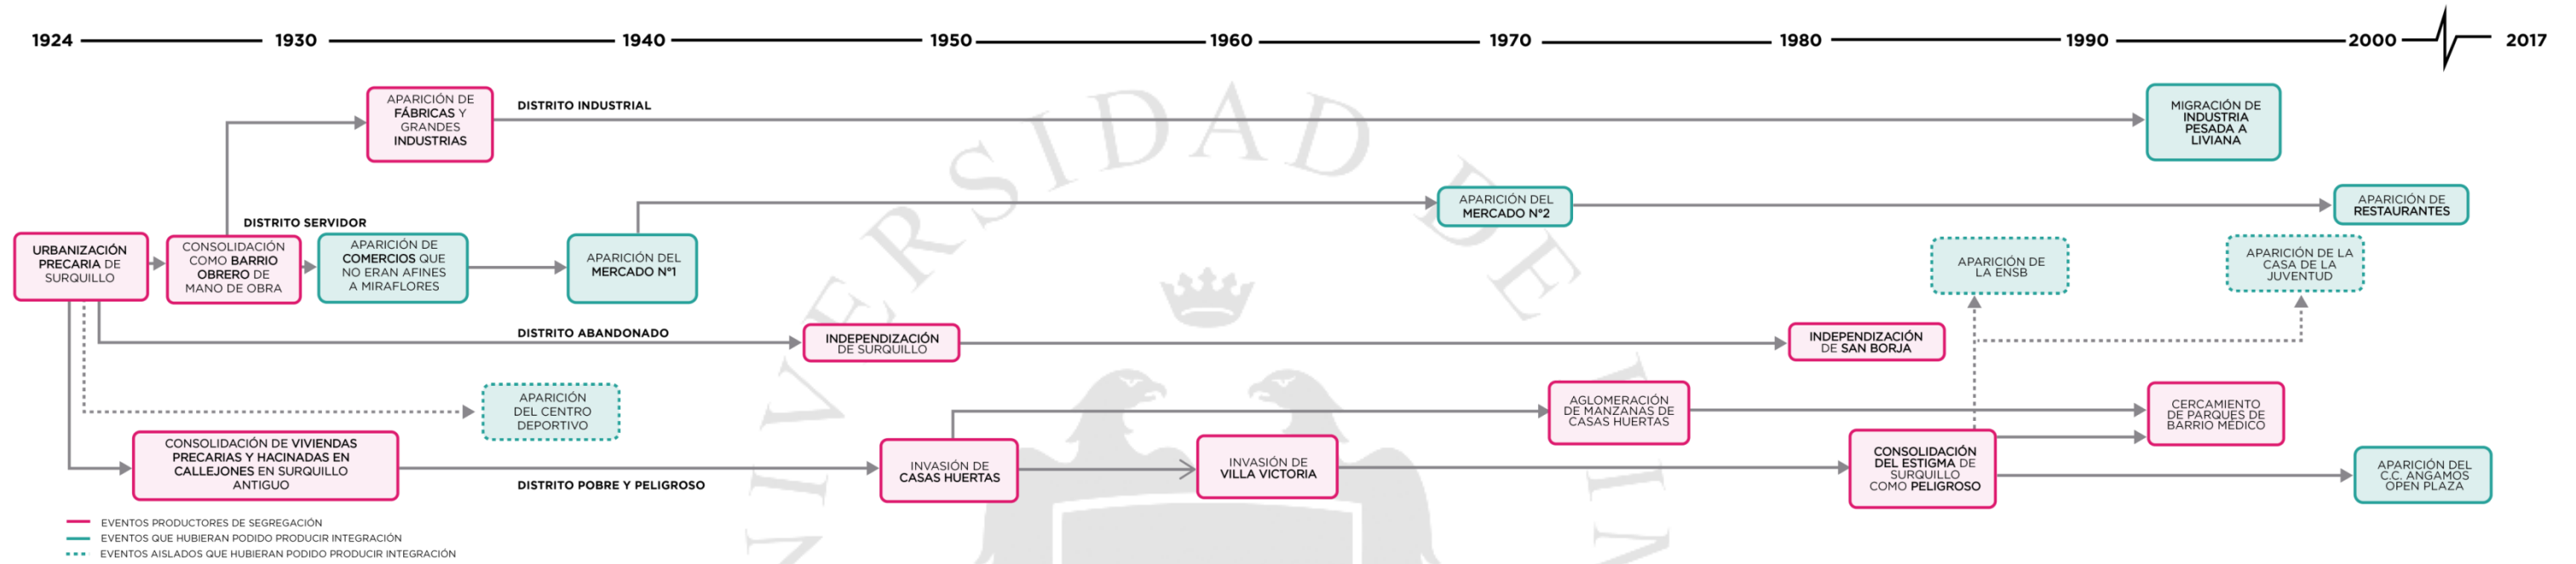 1924 1930 1940 1950 1960 1970 1980 1990 2000 2017
APARICIÓN DE
FÁBRICAS Y
GRANDES
INDUSTRIAS
DISTRITO INDUSTRIAL
MIGRACIÓN DE
INDUSTRIA
PESADA A
LIVIANA
DISTRITO SERVIDOR
URBANIZACIÓN
PRECARIA DE
SURQUILLO
CONSOLIDACIÓN
COMO BARRIO
OBRERO DE
MANO DE OBRA
APARICIÓN DE
COMERCIOS QUE
NO ERAN AFINES
A MIRAFLORES
APARICIÓN DEL
MERCADO Nº1
APARICIÓN DEL
MERCADO Nº2
APARICIÓN DE
RESTAURANTES
APARICIÓN DE
LA ENSB
APARICIÓN DE LA
CASA DE LA
JUVENTUD
DISTRITO ABANDONADO
INDEPENDIZACIÓN
DE SURQUILLO
INDEPENDIZACIÓN
DE SAN BORJA
APARICIÓN
DEL CENTRO
DEPORTIVO
AGLOMERACIÓN
DE MANZANAS DE
CASAS HUERTAS
CERCAMIENTO
DE PARQUES DE
BARRIO MÉDICO
CONSOLIDACIÓN DE VIVIENDAS
PRECARIAS Y HACINADAS EN
CALLEJONES EN SURQUILLO
ANTIGUO
DISTRITO POBRE Y PELIGROSO
INVASIÓN DE
CASAS HUERTAS
INVASIÓN DE
VILLA VICTORIA
CONSOLIDACIÓN
DEL ESTIGMA DE
SURQUILLO
COMO PELIGROSO
APARICIÓN DEL
C.C. ANGAMOS
OPEN PLAZA
EVENTOS PRODUCTORES DE SEGREGACIÓN
EVENTOS QUE HUBIERAN PODIDO PRODUCIR INTEGRACIÓN
EVENTOS AISLADOS QUE HUBIERAN PODIDO PRODUCIR INTEGRACIÓN